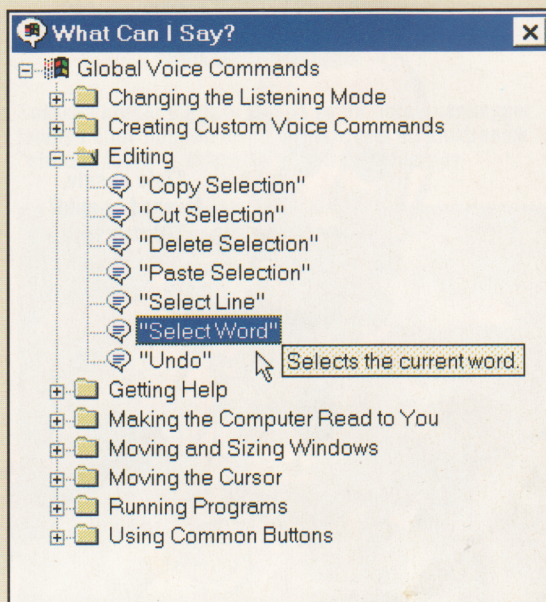 What Can I Say?
Global Voice Commands
Changing the Listening Mode
Creating Custom Voice Commands
Editing
"Copy Selection"
"Cut Selection"
"Delete Selection"
"Paste Selection"
"Select Line"
"Select Word"
"Undo"
Selects the current word.
Getting Help
Making the Computer Read to You
Moving and Sizing Windows
Moving the Cursor
Running Programs
Using Common Buttons